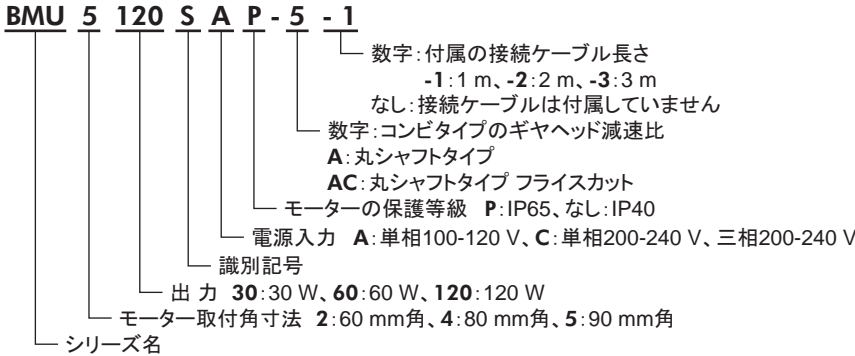 BMU 5 120 S A P - 5 - 1
数字：付属の接続ケーブル長さ
-1：1 m、-2：2 m、-3：3 m
なし：接続ケーブルは付属していません
数字：コンビタイプのギヤヘッド減速比
A：丸シャフトタイプ
AC：丸シャフトタイプ フライスカット
モーターの保護等級 P：IP65、なし：IP40
電源入力 A：単相100-120 V、C：単相200-240 V、三相200-240 V
識別記号
出 力 30：30 W、60：60 W、120：120 W
モーター取付角寸法 2：60 mm角、4：80 mm角、5：90 mm角
シリーズ名